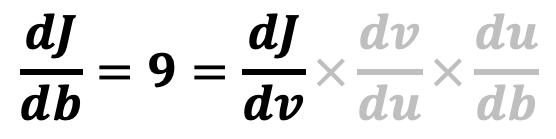 dJ/db = 9 = dJ/dv × dv/du × du/db